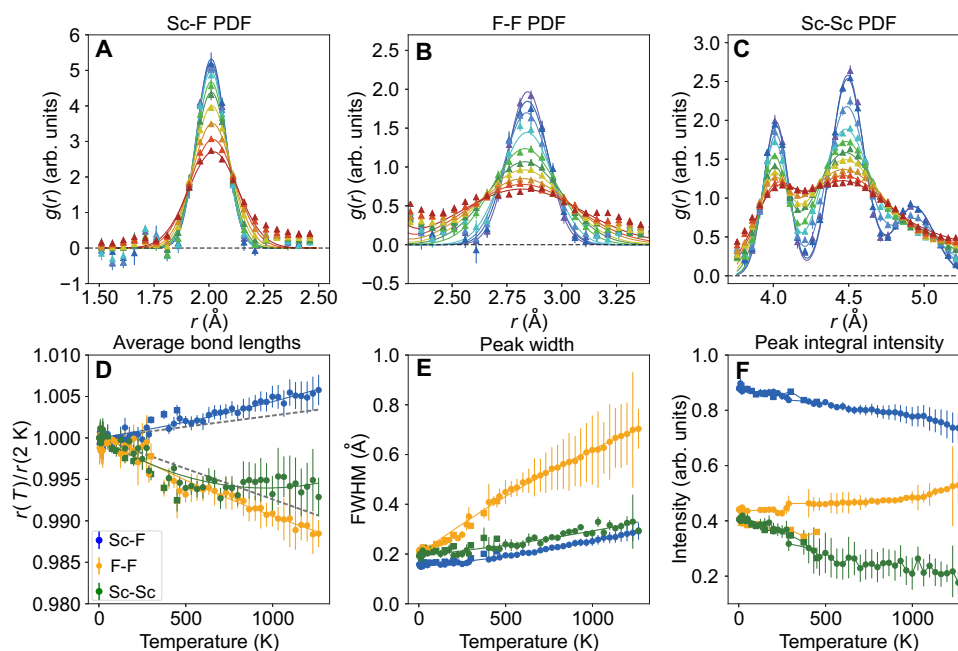 Sc-F PDF
F-F PDF
Sc-Sc PDF
A
B
C
g(r) (arb. units)
6
5
4
3
2
1
0
−1
1.50 1.75 2.00 2.25 2.50
r (Å)
g(r) (arb. units)
2.5
2.0
1.5
1.0
0.5
0.0
−0.5
2.50 2.75 3.00 3.25
r (Å)
g(r) (arb. units)
3.0
2.5
2.0
1.5
1.0
0.5
0.0
4.0 4.5 5.0
r (Å)
Average bond lengths
Peak width
Peak integral intensity
D
E
F
r(T)/r(2 K)
1.010
1.005
1.000
0.995
0.990
0.985
0.980
Sc-F
F-F
Sc-Sc
0 500 1000
Temperature (K)
FWHM (Å)
1.0
0.8
0.6
0.4
0.2
0.0
0 500 1000
Temperature (K)
Intensity (arb. units)
1.0
0.8
0.6
0.4
0.2
0 500 1000
Temperature (K)